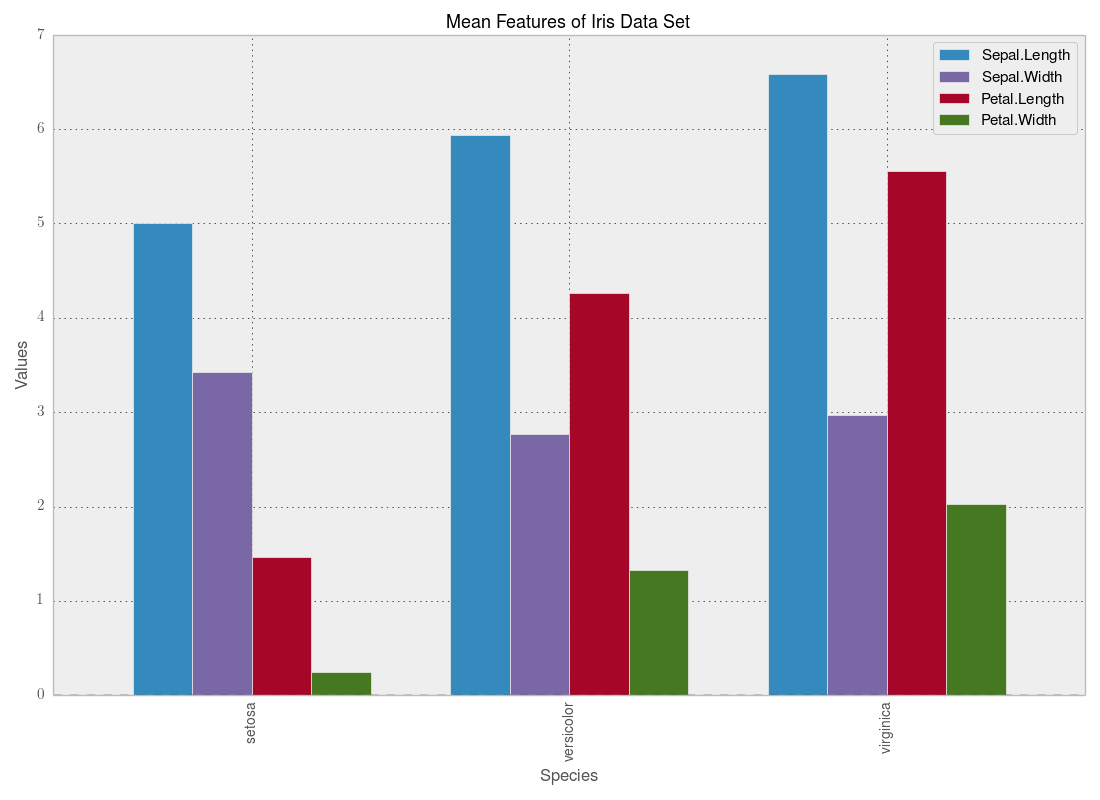 Mean Features of Iris Data Set
Sepal.Length
Sepal.Width
Petal.Length
Petal.Width
Values
7
6
5
4
3
2
1
0
setosa
versicolor
virginica
Species